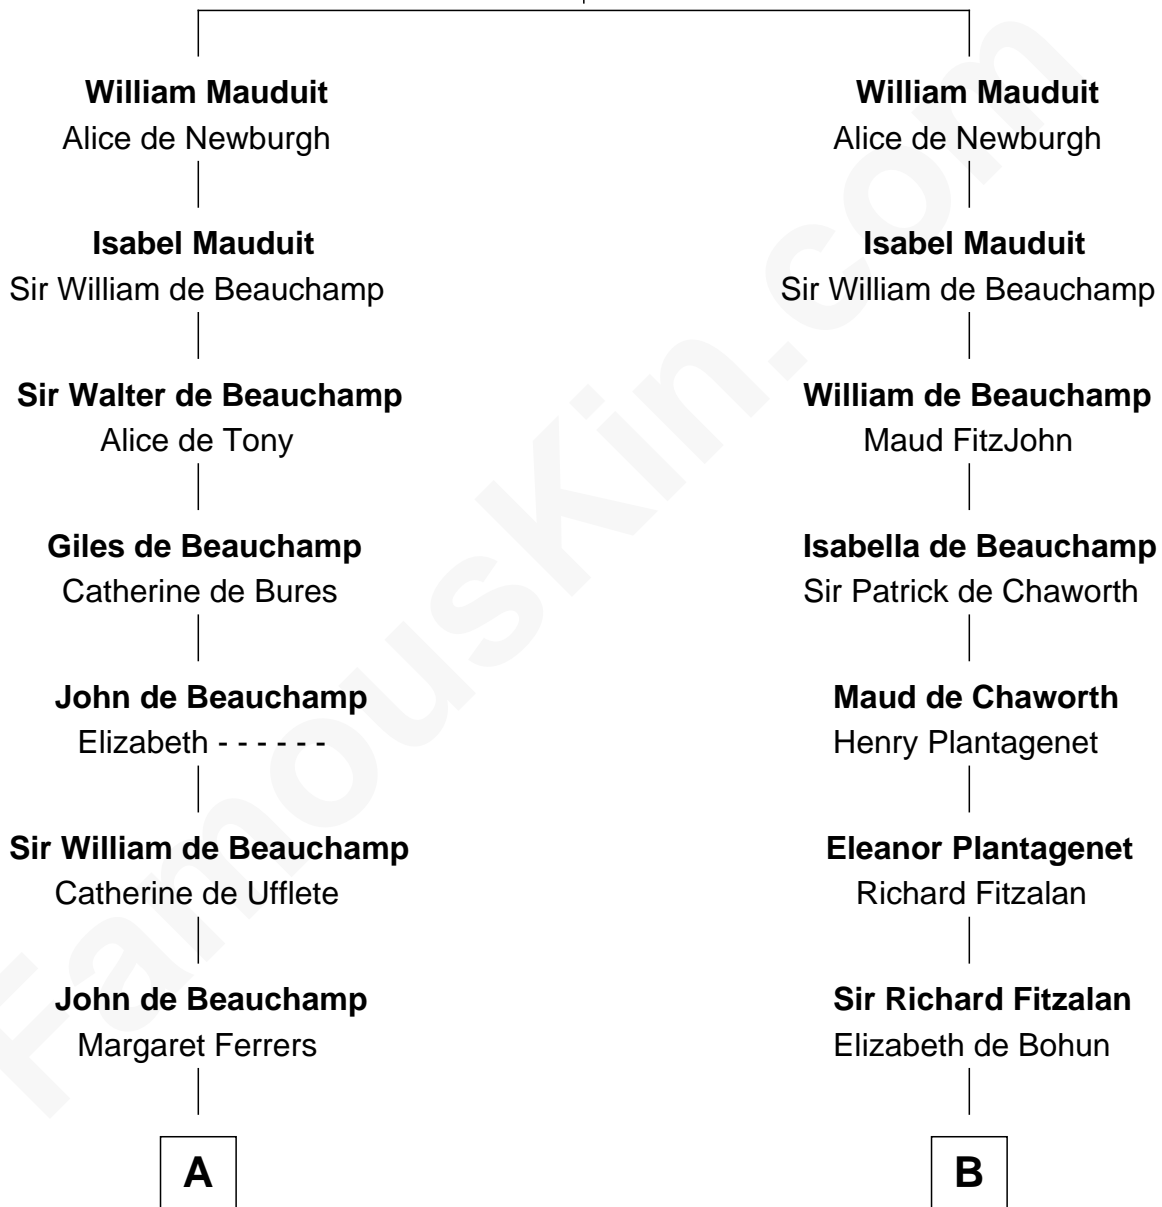 William Mauduit
Alice de Newburgh
Isabel Mauduit
Sir William de Beauchamp
Sir Walter de Beauchamp
Alice de Tony
Giles de Beauchamp
Catherine de Bures
John de Beauchamp
Elizabeth - - - - - -
Sir William de Beauchamp
Catherine de Ufflete
John de Beauchamp
Margaret Ferrers
A
William Mauduit
Alice de Newburgh
Isabel Mauduit
Sir William de Beauchamp
William de Beauchamp
Maud FitzJohn
Isabella de Beauchamp
Sir Patrick de Chaworth
Maud de Chaworth
Henry Plantagenet
Eleanor Plantagenet
Richard Fitzalan
Sir Richard Fitzalan
Elizabeth de Bohun
B
FamousKin.com